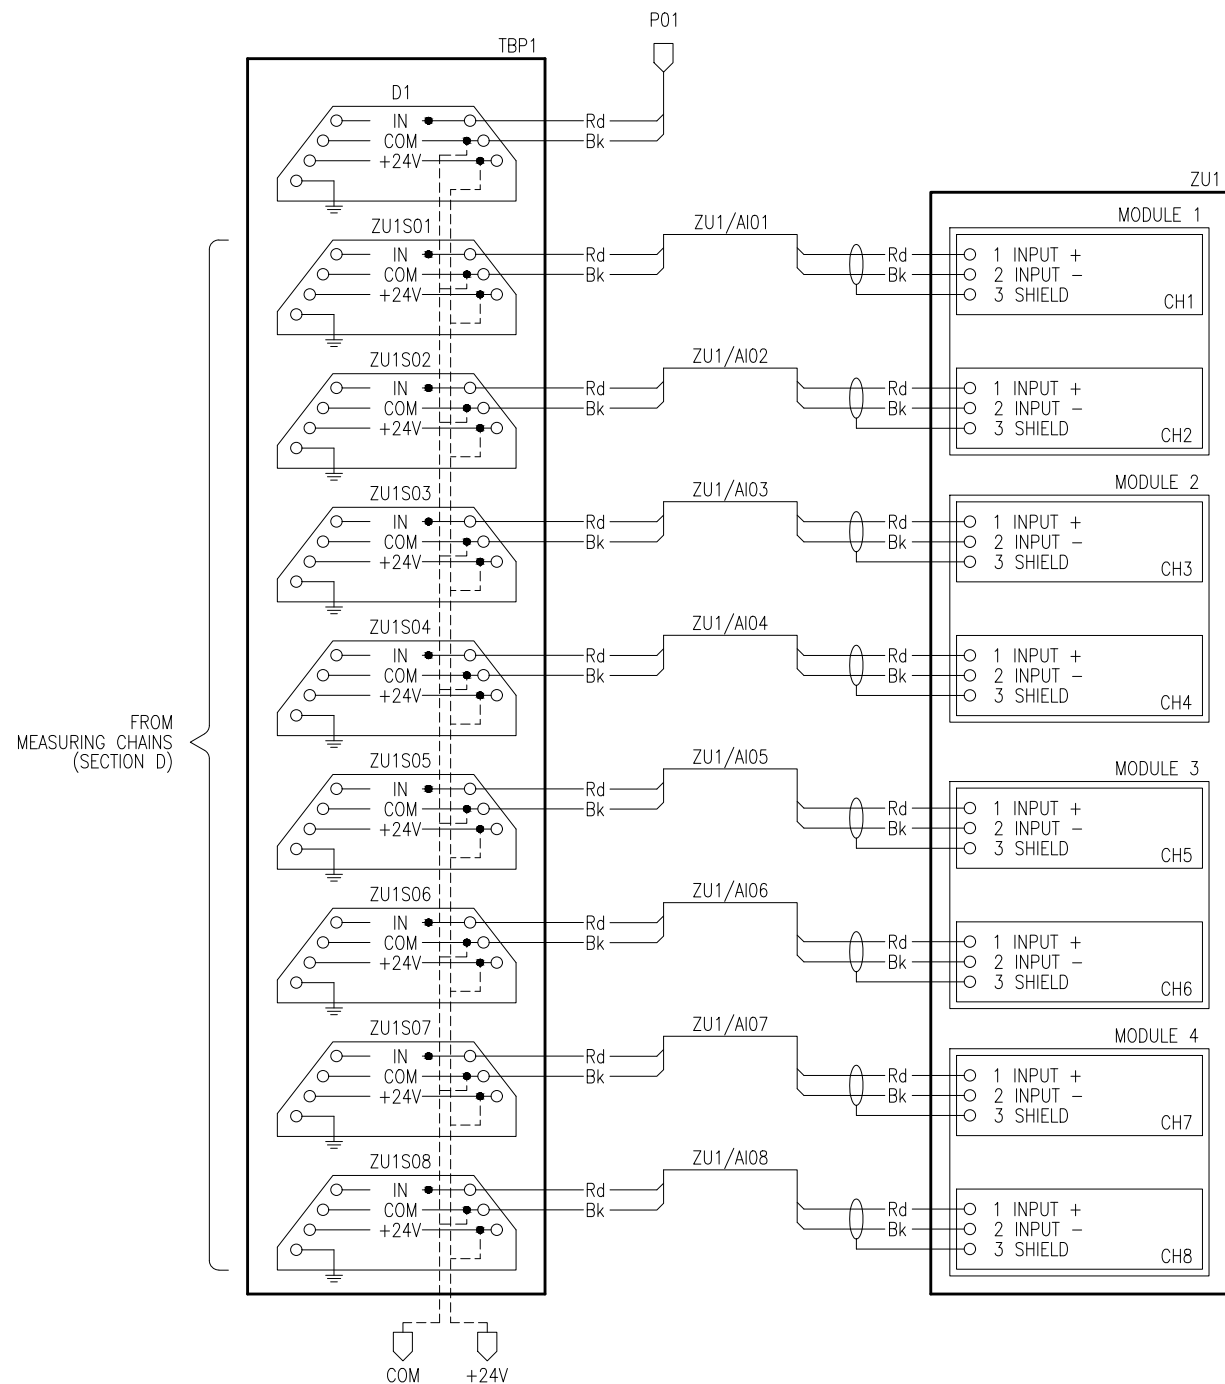 P01
TBP1
D1
IN
COM
+24V
Rd
Bk
ZU1
ZU1S01
IN
COM
+24V
Rd
Bk
ZU1/AI01
Rd
Bk
MODULE 1
1 INPUT +
2 INPUT -
3 SHIELD
CH1
ZU1S02
IN
COM
+24V
Rd
Bk
ZU1/AI02
Rd
Bk
1 INPUT +
2 INPUT -
3 SHIELD
CH2
ZU1S03
IN
COM
+24V
Rd
Bk
ZU1/AI03
Rd
Bk
MODULE 2
1 INPUT +
2 INPUT -
3 SHIELD
CH3
ZU1S04
IN
COM
+24V
Rd
Bk
ZU1/AI04
Rd
Bk
1 INPUT +
2 INPUT -
3 SHIELD
CH4
FROM
MEASURING CHAINS
(SECTION D)
ZU1S05
IN
COM
+24V
Rd
Bk
ZU1/AI05
Rd
Bk
MODULE 3
1 INPUT +
2 INPUT -
3 SHIELD
CH5
ZU1S06
IN
COM
+24V
Rd
Bk
ZU1/AI06
Rd
Bk
1 INPUT +
2 INPUT -
3 SHIELD
CH6
ZU1S07
IN
COM
+24V
Rd
Bk
ZU1/AI07
Rd
Bk
MODULE 4
1 INPUT +
2 INPUT -
3 SHIELD
CH7
ZU1S08
IN
COM
+24V
Rd
Bk
ZU1/AI08
Rd
Bk
1 INPUT +
2 INPUT -
3 SHIELD
CH8
COM
+24V